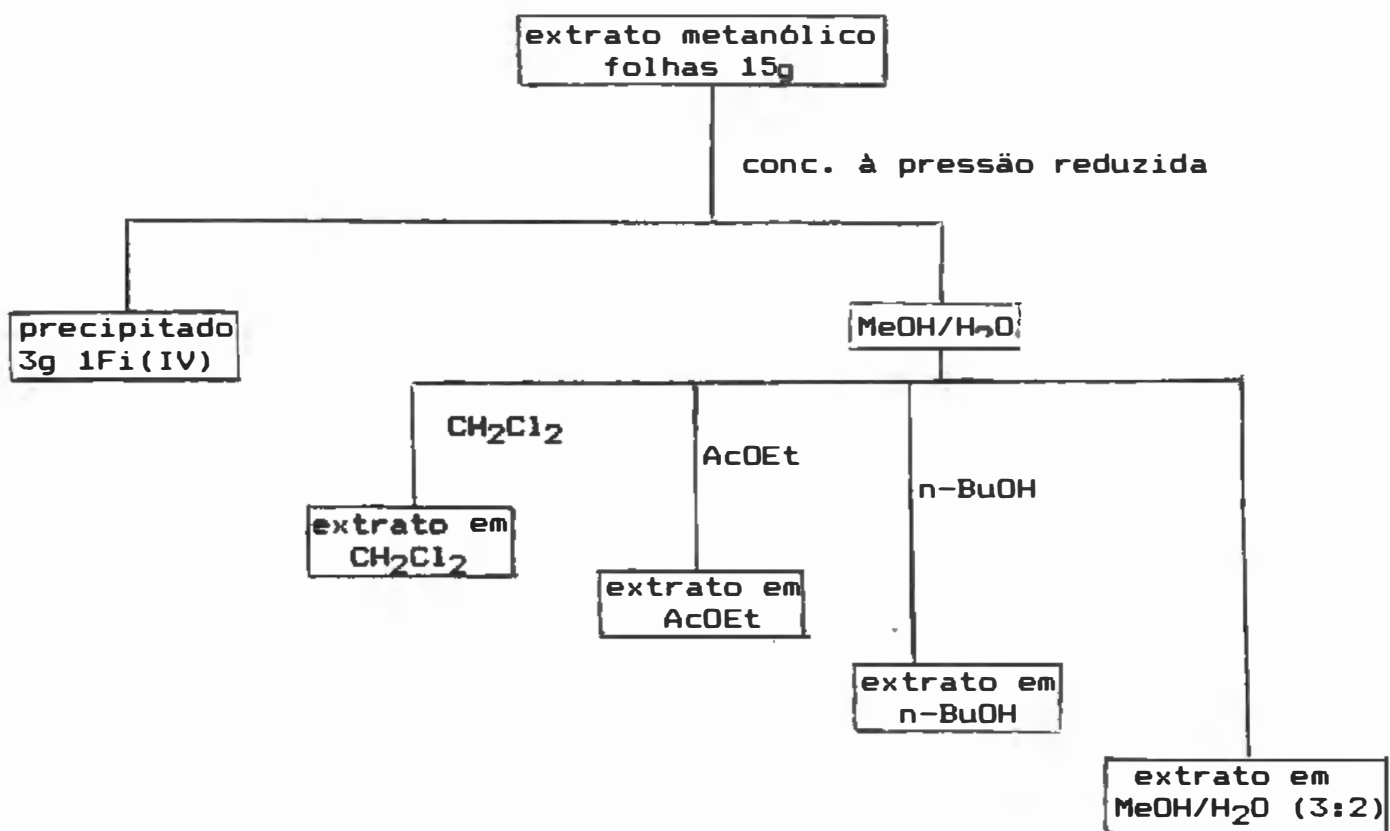 extrato metanólico
folhas 15g
conc. à pressão reduzida
precipitado
3g 1Fi(IV)
MeOH/H2O
CH2Cl2
AcOEt
n-BuOH
extrato em
CH2Cl2
extrato em
AcOEt
extrato em
n-BuOH
extrato em
MeOH/H2O (3:2)